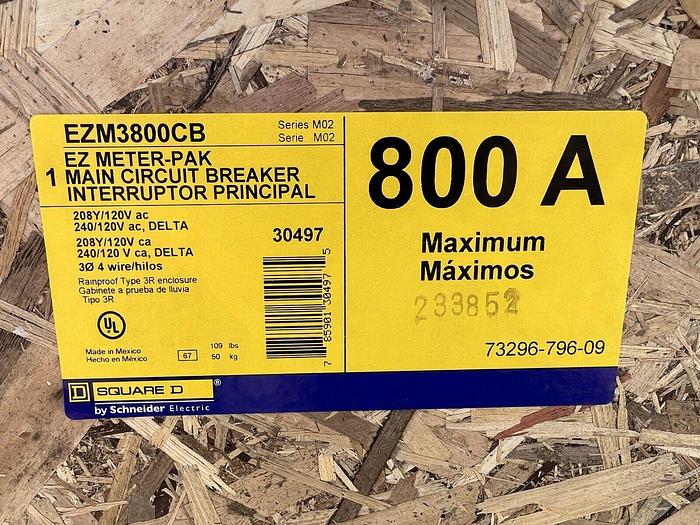 EZM3800CB
Series M02
Serie M02
1 EZ METER-PAK
MAIN CIRCUIT BREAKER
INTERRUPTOR PRINCIPAL
208Y/120V ac
240/120V ac, DELTA
208Y/120V ca
240/120 V ca, DELTA
3Ø 4 wire/hilos
30497
Rainproof Type 3R enclosure
Gabinete a prueba de lluvia
Tipo 3R
UL
Made in Mexico
Hecho en México
67
109 lbs
50 kg
7 85901 30497 5
800 A
Maximum
Máximos
233852
73296-796-09
D SQUARE D ®
by Schneider Electric